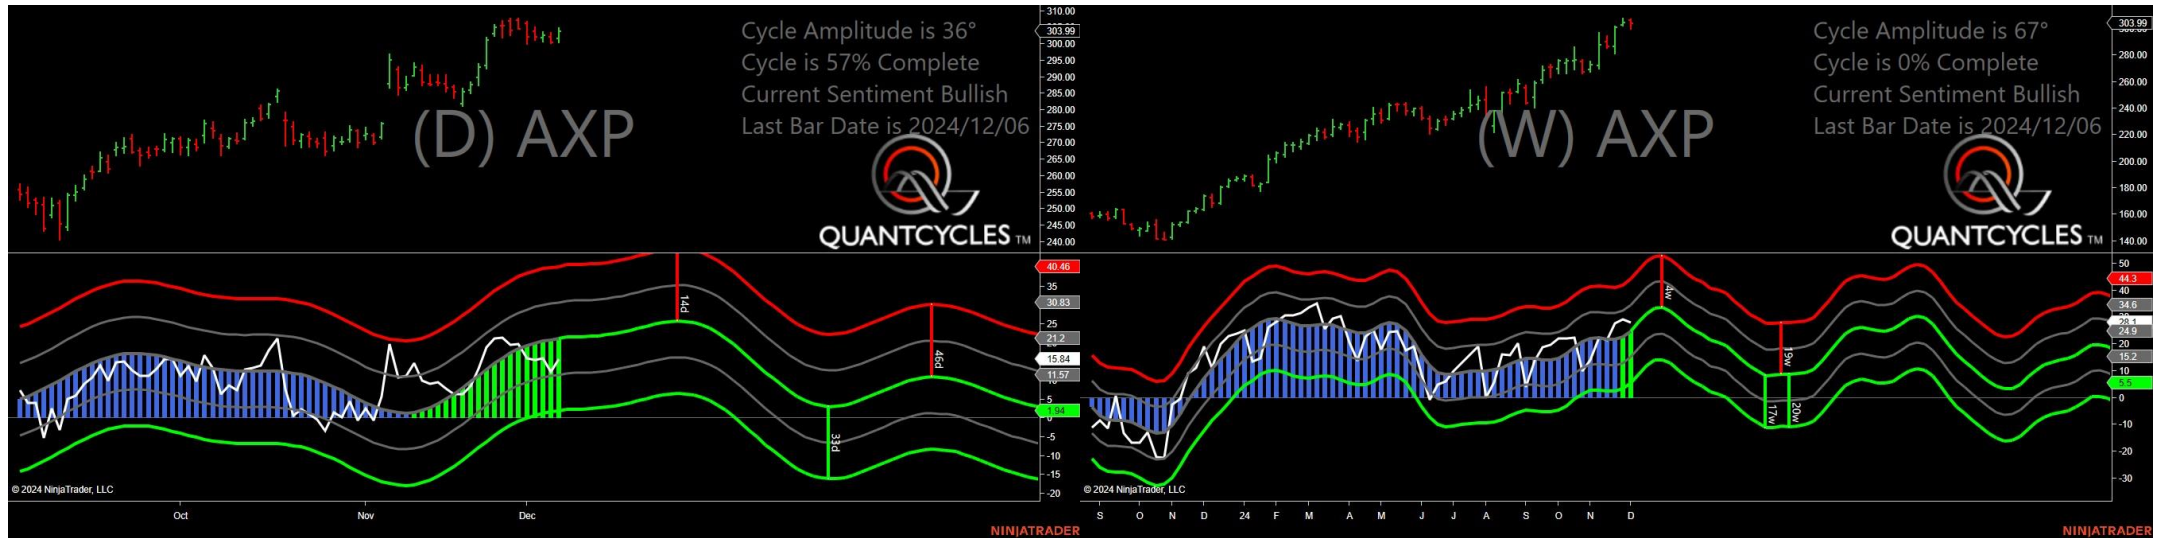 Cycle Amplitude is 36°
Cycle is 57% Complete
Current Sentiment Bullish
Last Bar Date is 2024/12/06
(D) AXP
QUANTCYCLES TM
310.00
303.99
300.00
295.00
290.00
285.00
280.00
275.00
270.00
265.00
260.00
255.00
250.00
245.00
240.00
40.46
35
30.83
25
21.2
15.84
11.57
5
1.94
0
-5
-10
-15
-20
14d
46d
33d
© 2024 NinjaTrader, LLC
Oct
Nov
Dec
NINJATRADER
Cycle Amplitude is 67°
Cycle is 0% Complete
Current Sentiment Bullish
Last Bar Date is 2024/12/06
(W) AXP
QUANTCYCLES TM
303.99
280.00
260.00
240.00
220.00
200.00
180.00
160.00
140.00
50
44.3
40
34.6
28.1
24.9
20
15.2
10
5.5
0
-10
-20
-30
4w
19w
17w
20w
© 2024 NinjaTrader, LLC
S O N D 24 F M A M J J A S O N D
NINJATRADER